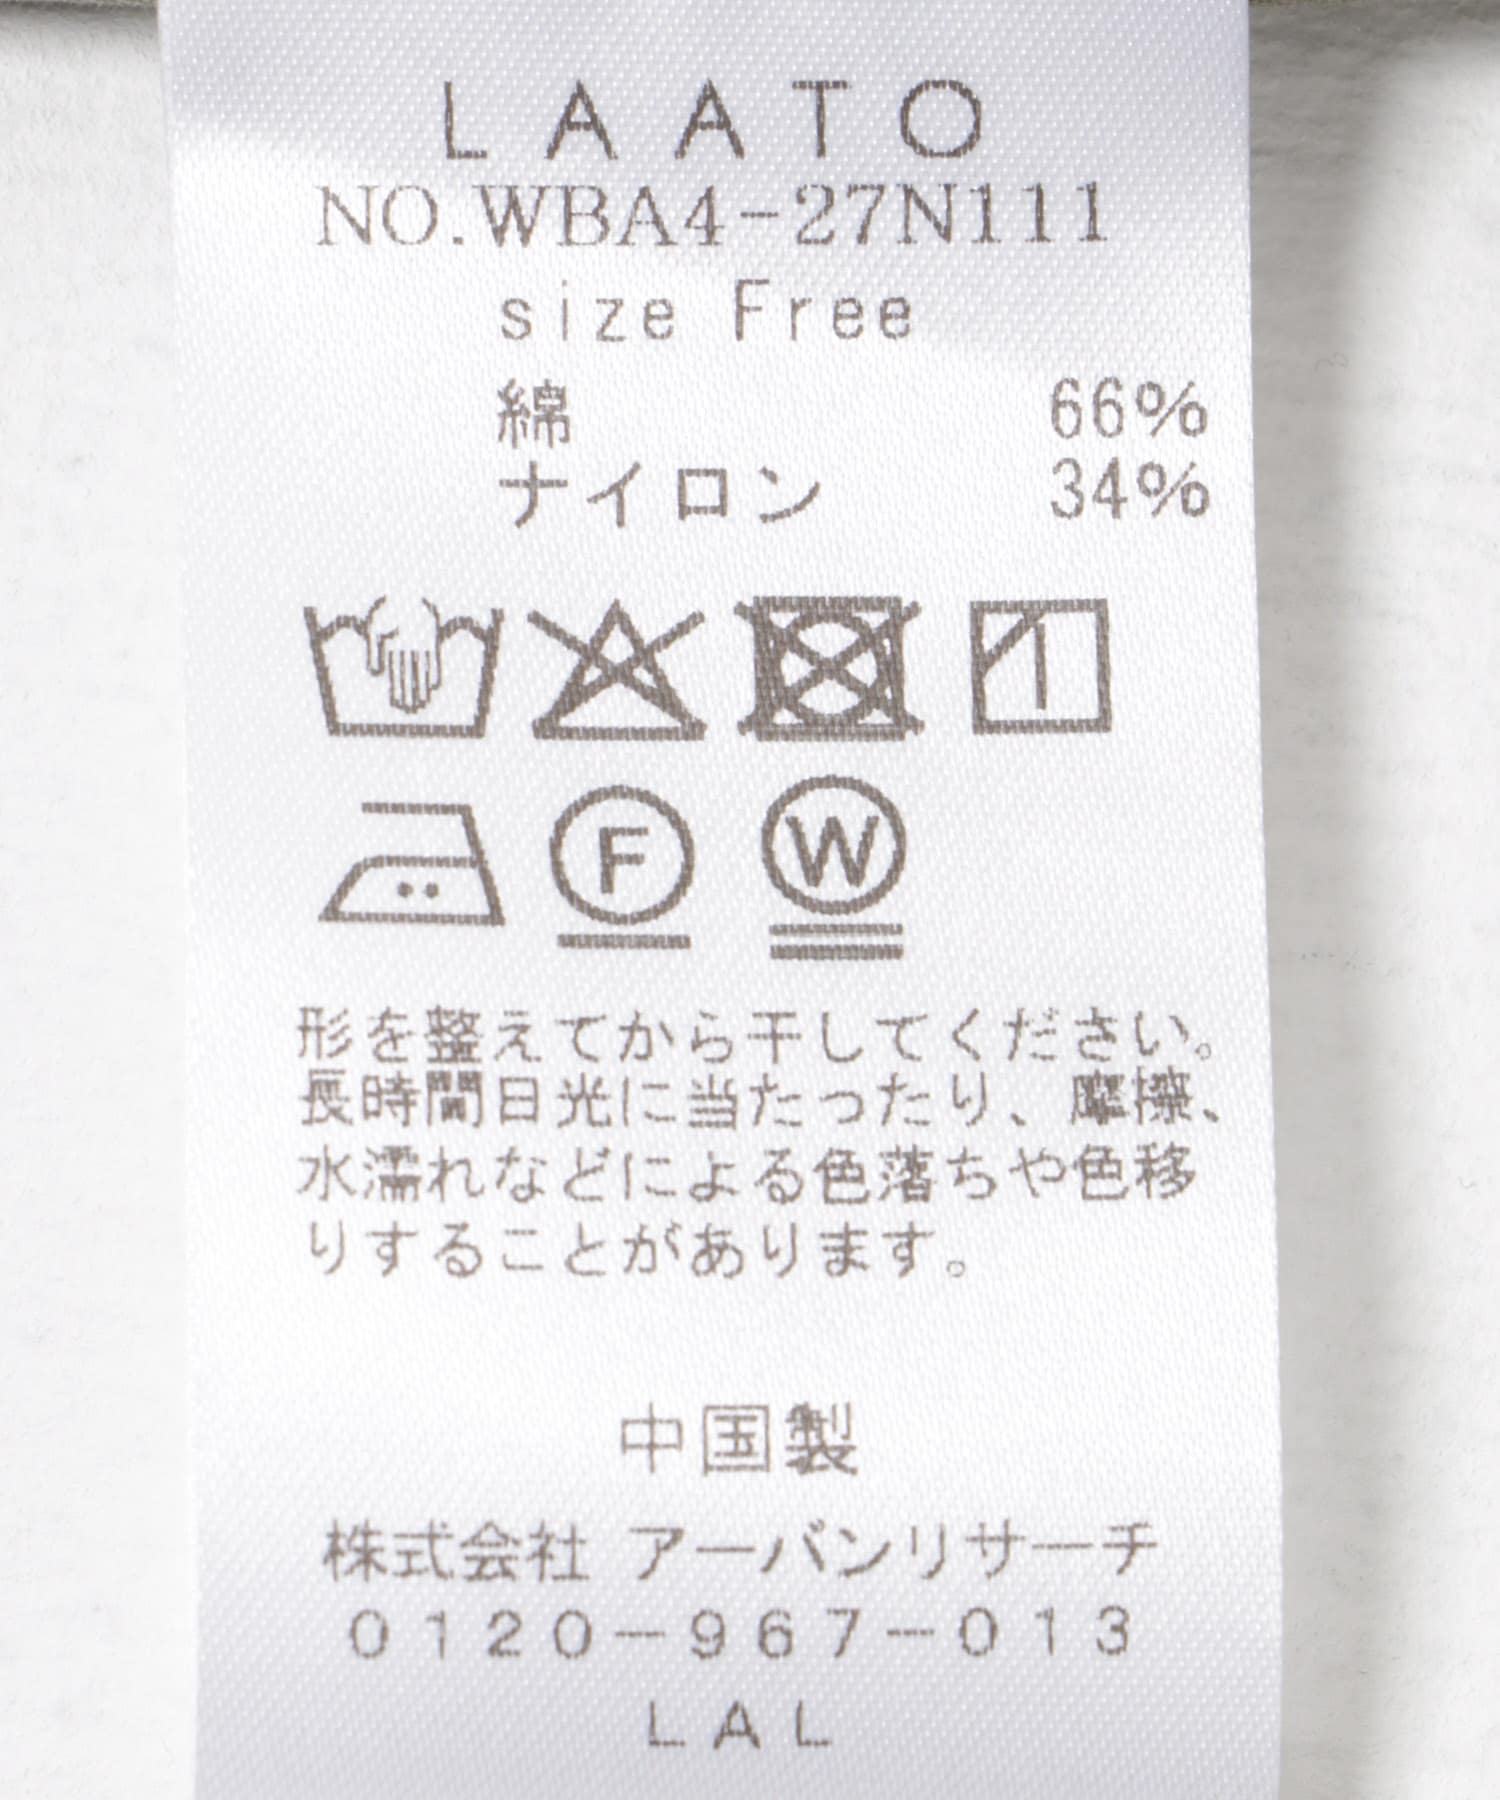 LAATO
NO.WBA4-27N111
size Free
綿 66%
ナイロン 34%
F W
形を整えてから干してください。
長時間日光に当たったり、摩擦、
水濡れなどによる色落ちや色移
りすることがあります。
中国製
株式会社 アーバンリサーチ
0120-967-013
LAL